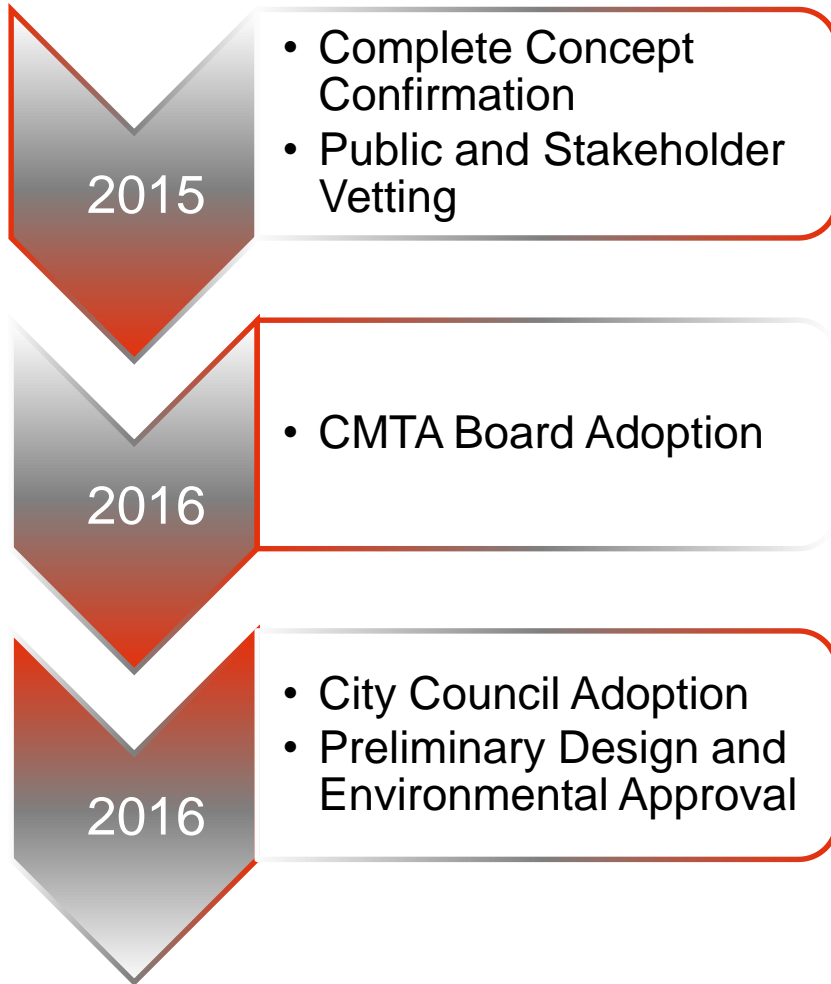 2015
• Complete Concept
Confirmation
• Public and Stakeholder
Vetting
2016
• CMTA Board Adoption
2016
• City Council Adoption
• Preliminary Design and
Environmental Approval